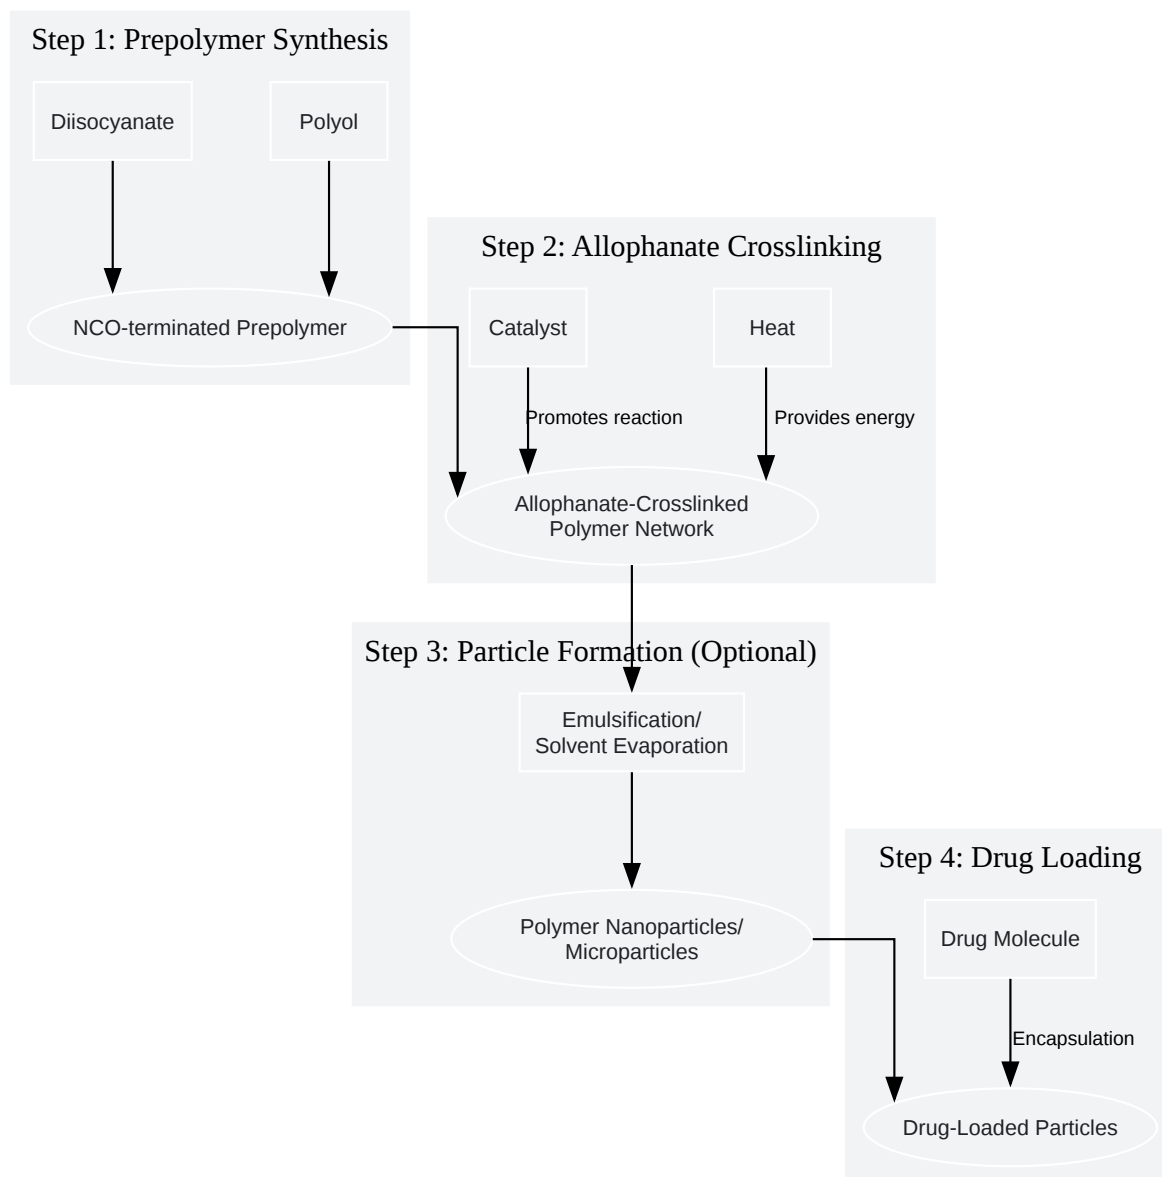 Step 1: Prepolymer Synthesis
Diisocyanate
Polyol
NCO-terminated Prepolymer
Step 2: Allophanate Crosslinking
Catalyst
Heat
Promotes reaction
Provides energy
Allophanate-Crosslinked
Polymer Network
Step 3: Particle Formation (Optional)
Emulsification/
Solvent Evaporation
Polymer Nanoparticles/
Microparticles
Step 4: Drug Loading
Drug Molecule
Encapsulation
Drug-Loaded Particles